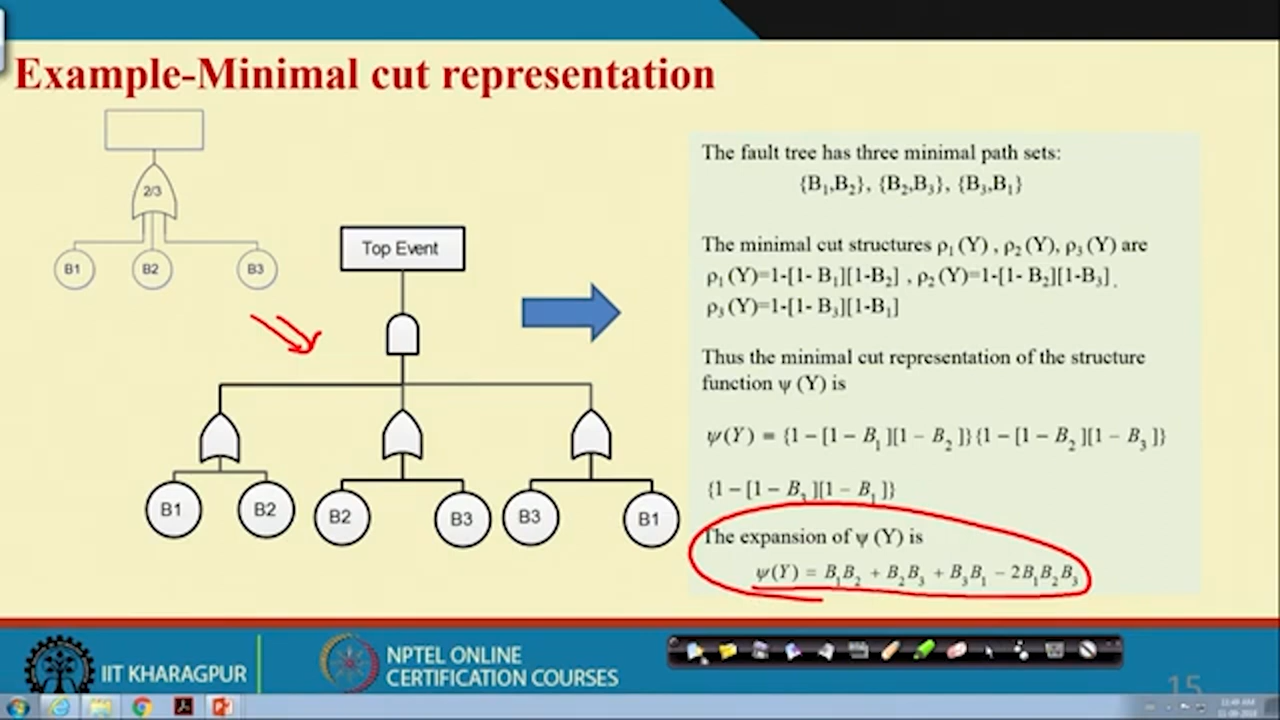 Example-Minimal cut representation
2/3
B1
B2
B3
Top Event
B1
B2
B2
B3
B3
B1
The fault tree has three minimal path sets:
{B₁,B₂}, {B₂,B₃}, {B₃,B₁}
The minimal cut structures ρ₁ (Y) , ρ₂ (Y), ρ₃ (Y) are
ρ₁ (Y)=1-[1- B₁][1-B₂] , ρ₂ (Y)=1-[1- B₂][1-B₃] .
ρ₃ (Y)=1-[1- B₃][1-B₁]
Thus the minimal cut representation of the structure
function ψ (Y) is
ψ(Y) = {1 − [1 − B₁ ][1 − B₂ ]}{1 − [1 − B₂ ][1 − B₃ ]}
{1 − [1 − B₃ ][1 − B₁ ]}
The expansion of ψ (Y) is
ψ(Y) = B₁B₂ + B₂B₃ + B₃B₁ − 2B₁B₂B₃
IIT KHARAGPUR
NPTEL ONLINE
CERTIFICATION COURSES
15